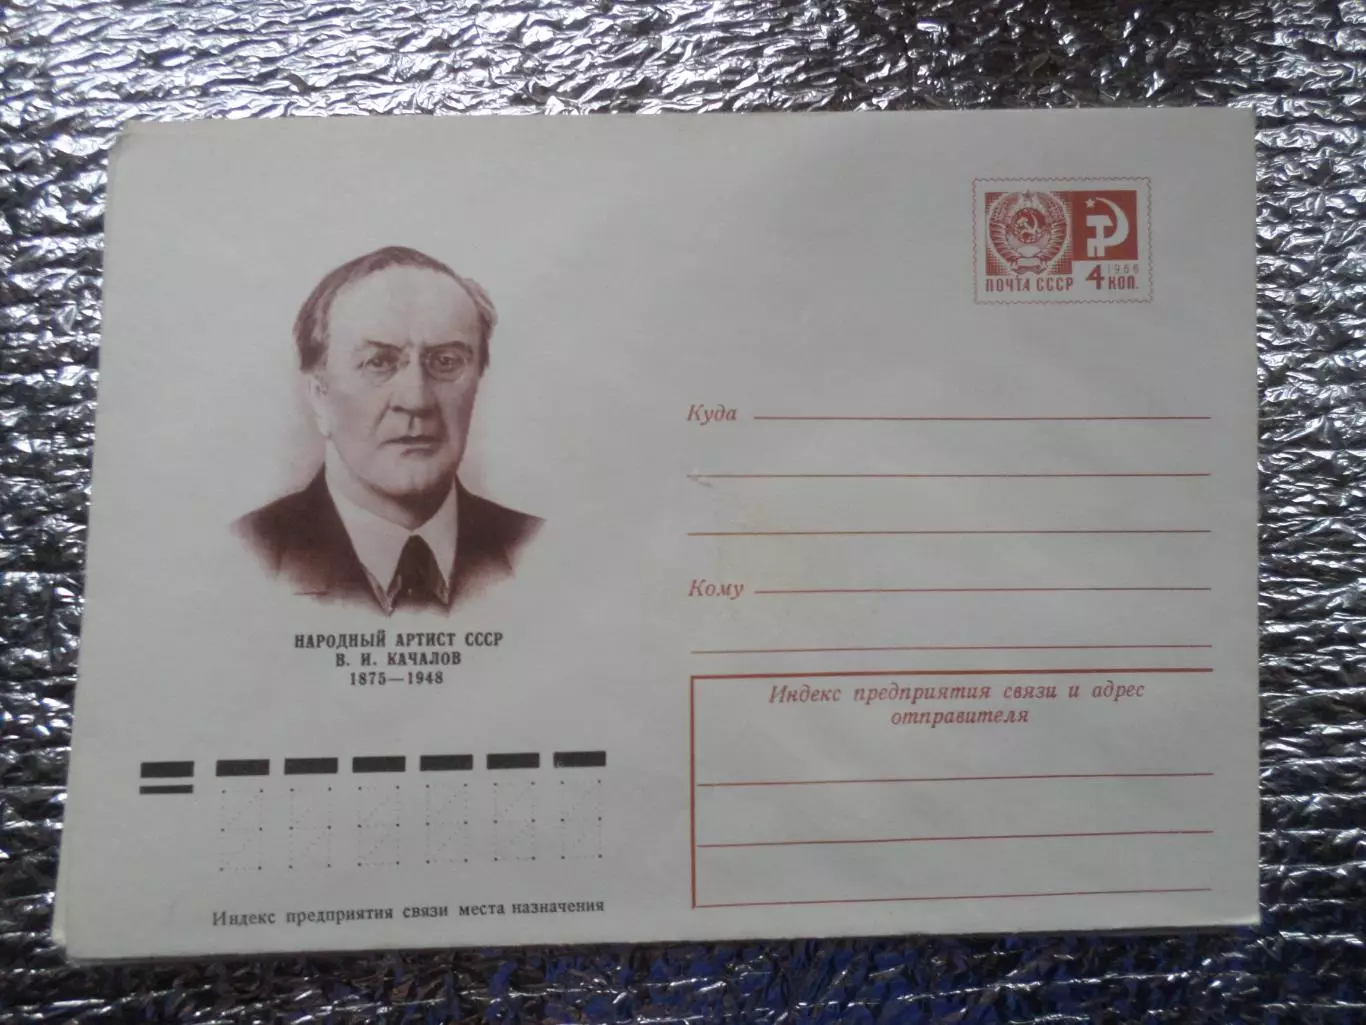 1966
ПОЧТА СССР 4 КОП.
Куда
Кому
НАРОДНЫЙ АРТИСТ СССР
В. И. КАЧАЛОВ
1875—1948
Индекс предприятия связи и адрес
отправителя
Индекс предприятия связи места назначения